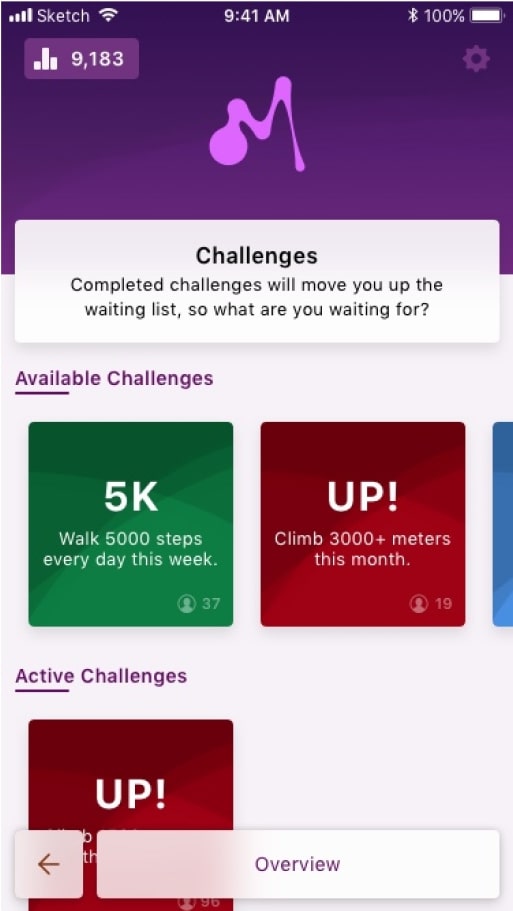 Sketch 9:41 AM 100%
9,183
Challenges
Completed challenges will move you up the
waiting list, so what are you waiting for?
Available Challenges
5K
Walk 5000 steps
every day this week.
37
UP!
Climb 3000+ meters
this month.
19
Active Challenges
UP!
Overview
96